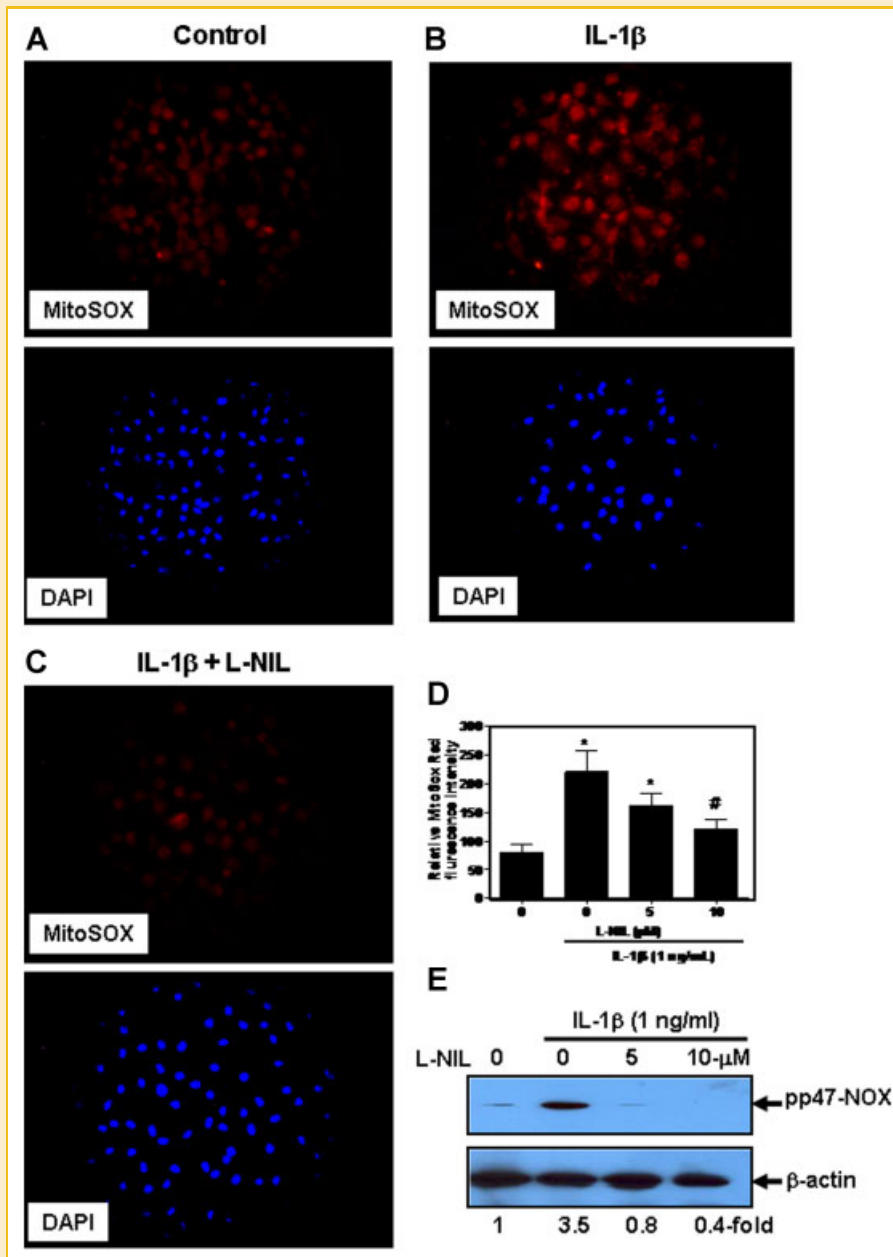 A Control
B IL-1β
MitoSOX
MitoSOX
DAPI
DAPI
C IL-1β + L-NIL
MitoSOX
DAPI
D
Relative MitoSox Red
flurescence intensity
300
250
200
150
100
50
0
*
*
#
0 0 5 10
L-NIL (µM)
IL-1β (1 ng/mL)
E
IL-1β (1 ng/ml)
L-NIL 0 0 5 10-µM
pp47-NOX
β-actin
1 3.5 0.8 0.4-fold